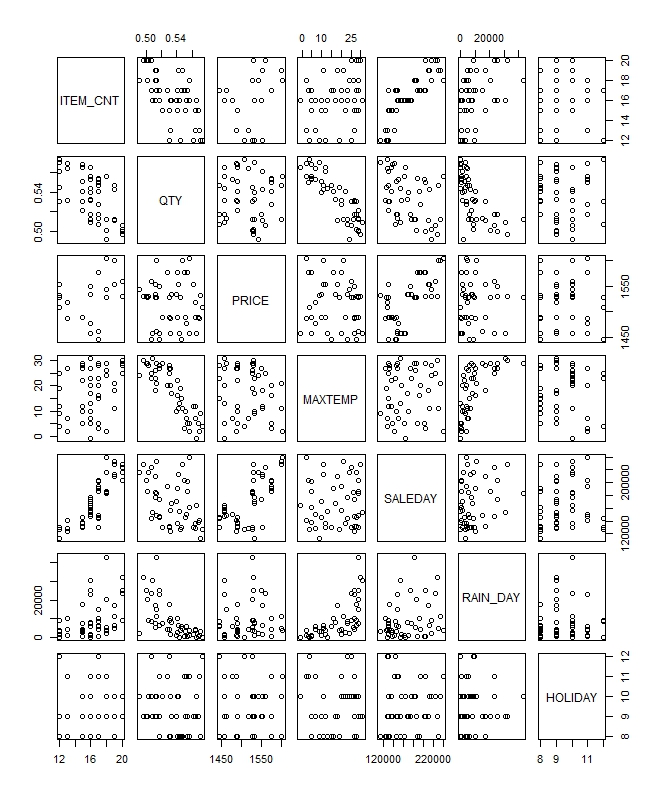 0.50 0.54
0 10 25
0 20000
ITEM_CNT
12 14 16 18 20
0.50 0.54
QTY
PRICE
1450 1550
0 10 20 30
MAXTEMP
SALEDAY
120000 200000
0 20000
RAIN_DAY
HOLIDAY
8 9 10 11 12
12 16 20
1450 1550
120000 220000
8 9 11